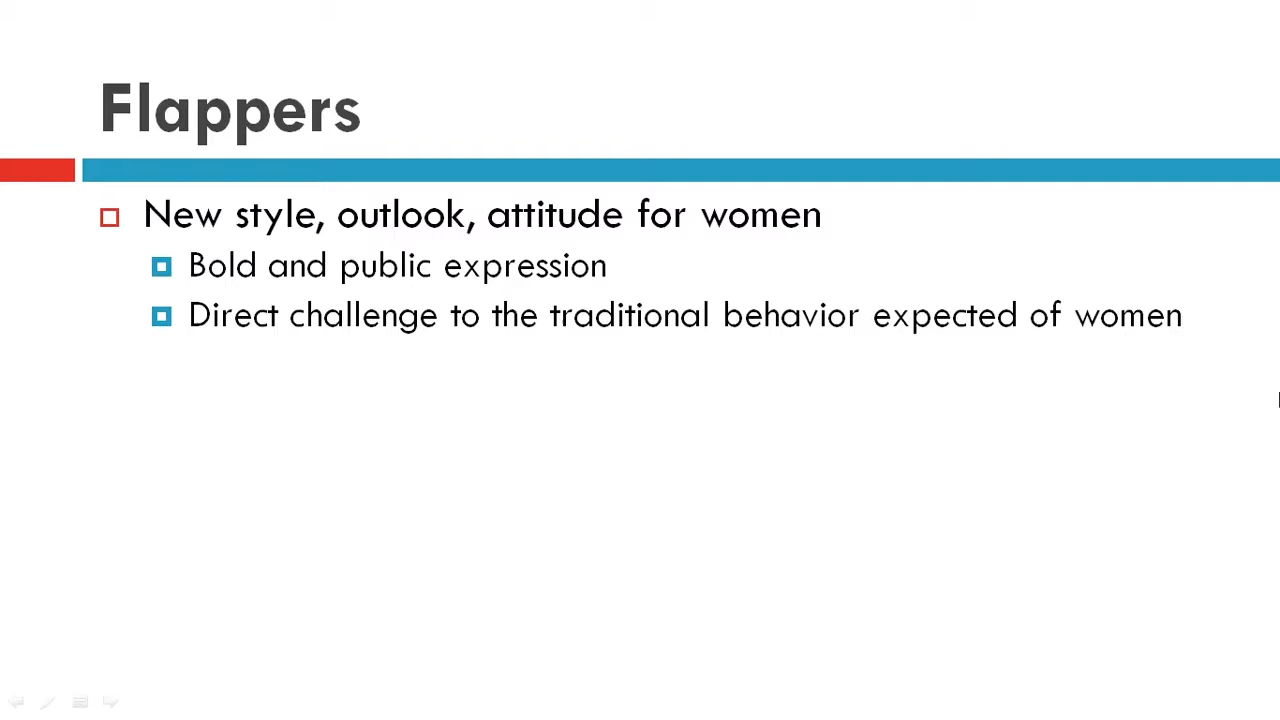 Flappers
New style, outlook, attitude for women
Bold and public expression
Direct challenge to the traditional behavior expected of women